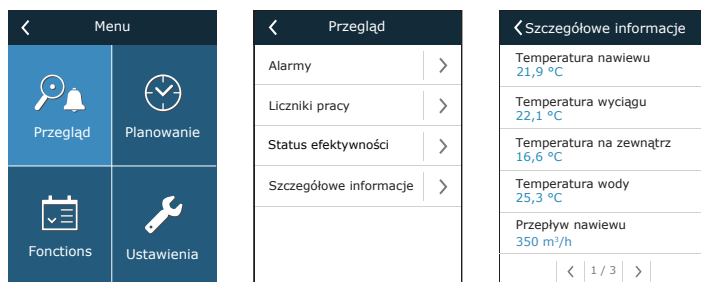 Menu
Przegląd
Planowanie
Fonctions
Ustawienia
Przegląd
Alarmy
Liczniki pracy
Status efektywności
Szczegółowe informacje
Szczegółowe informacje
Temperatura nawiewu
21,9 °C
Temperatura wyciągu
22,1 °C
Temperatura na zewnątrz
16,6 °C
Temperatura wody
25,3 °C
Przepływ nawiewu
350 m³/h
1 / 3